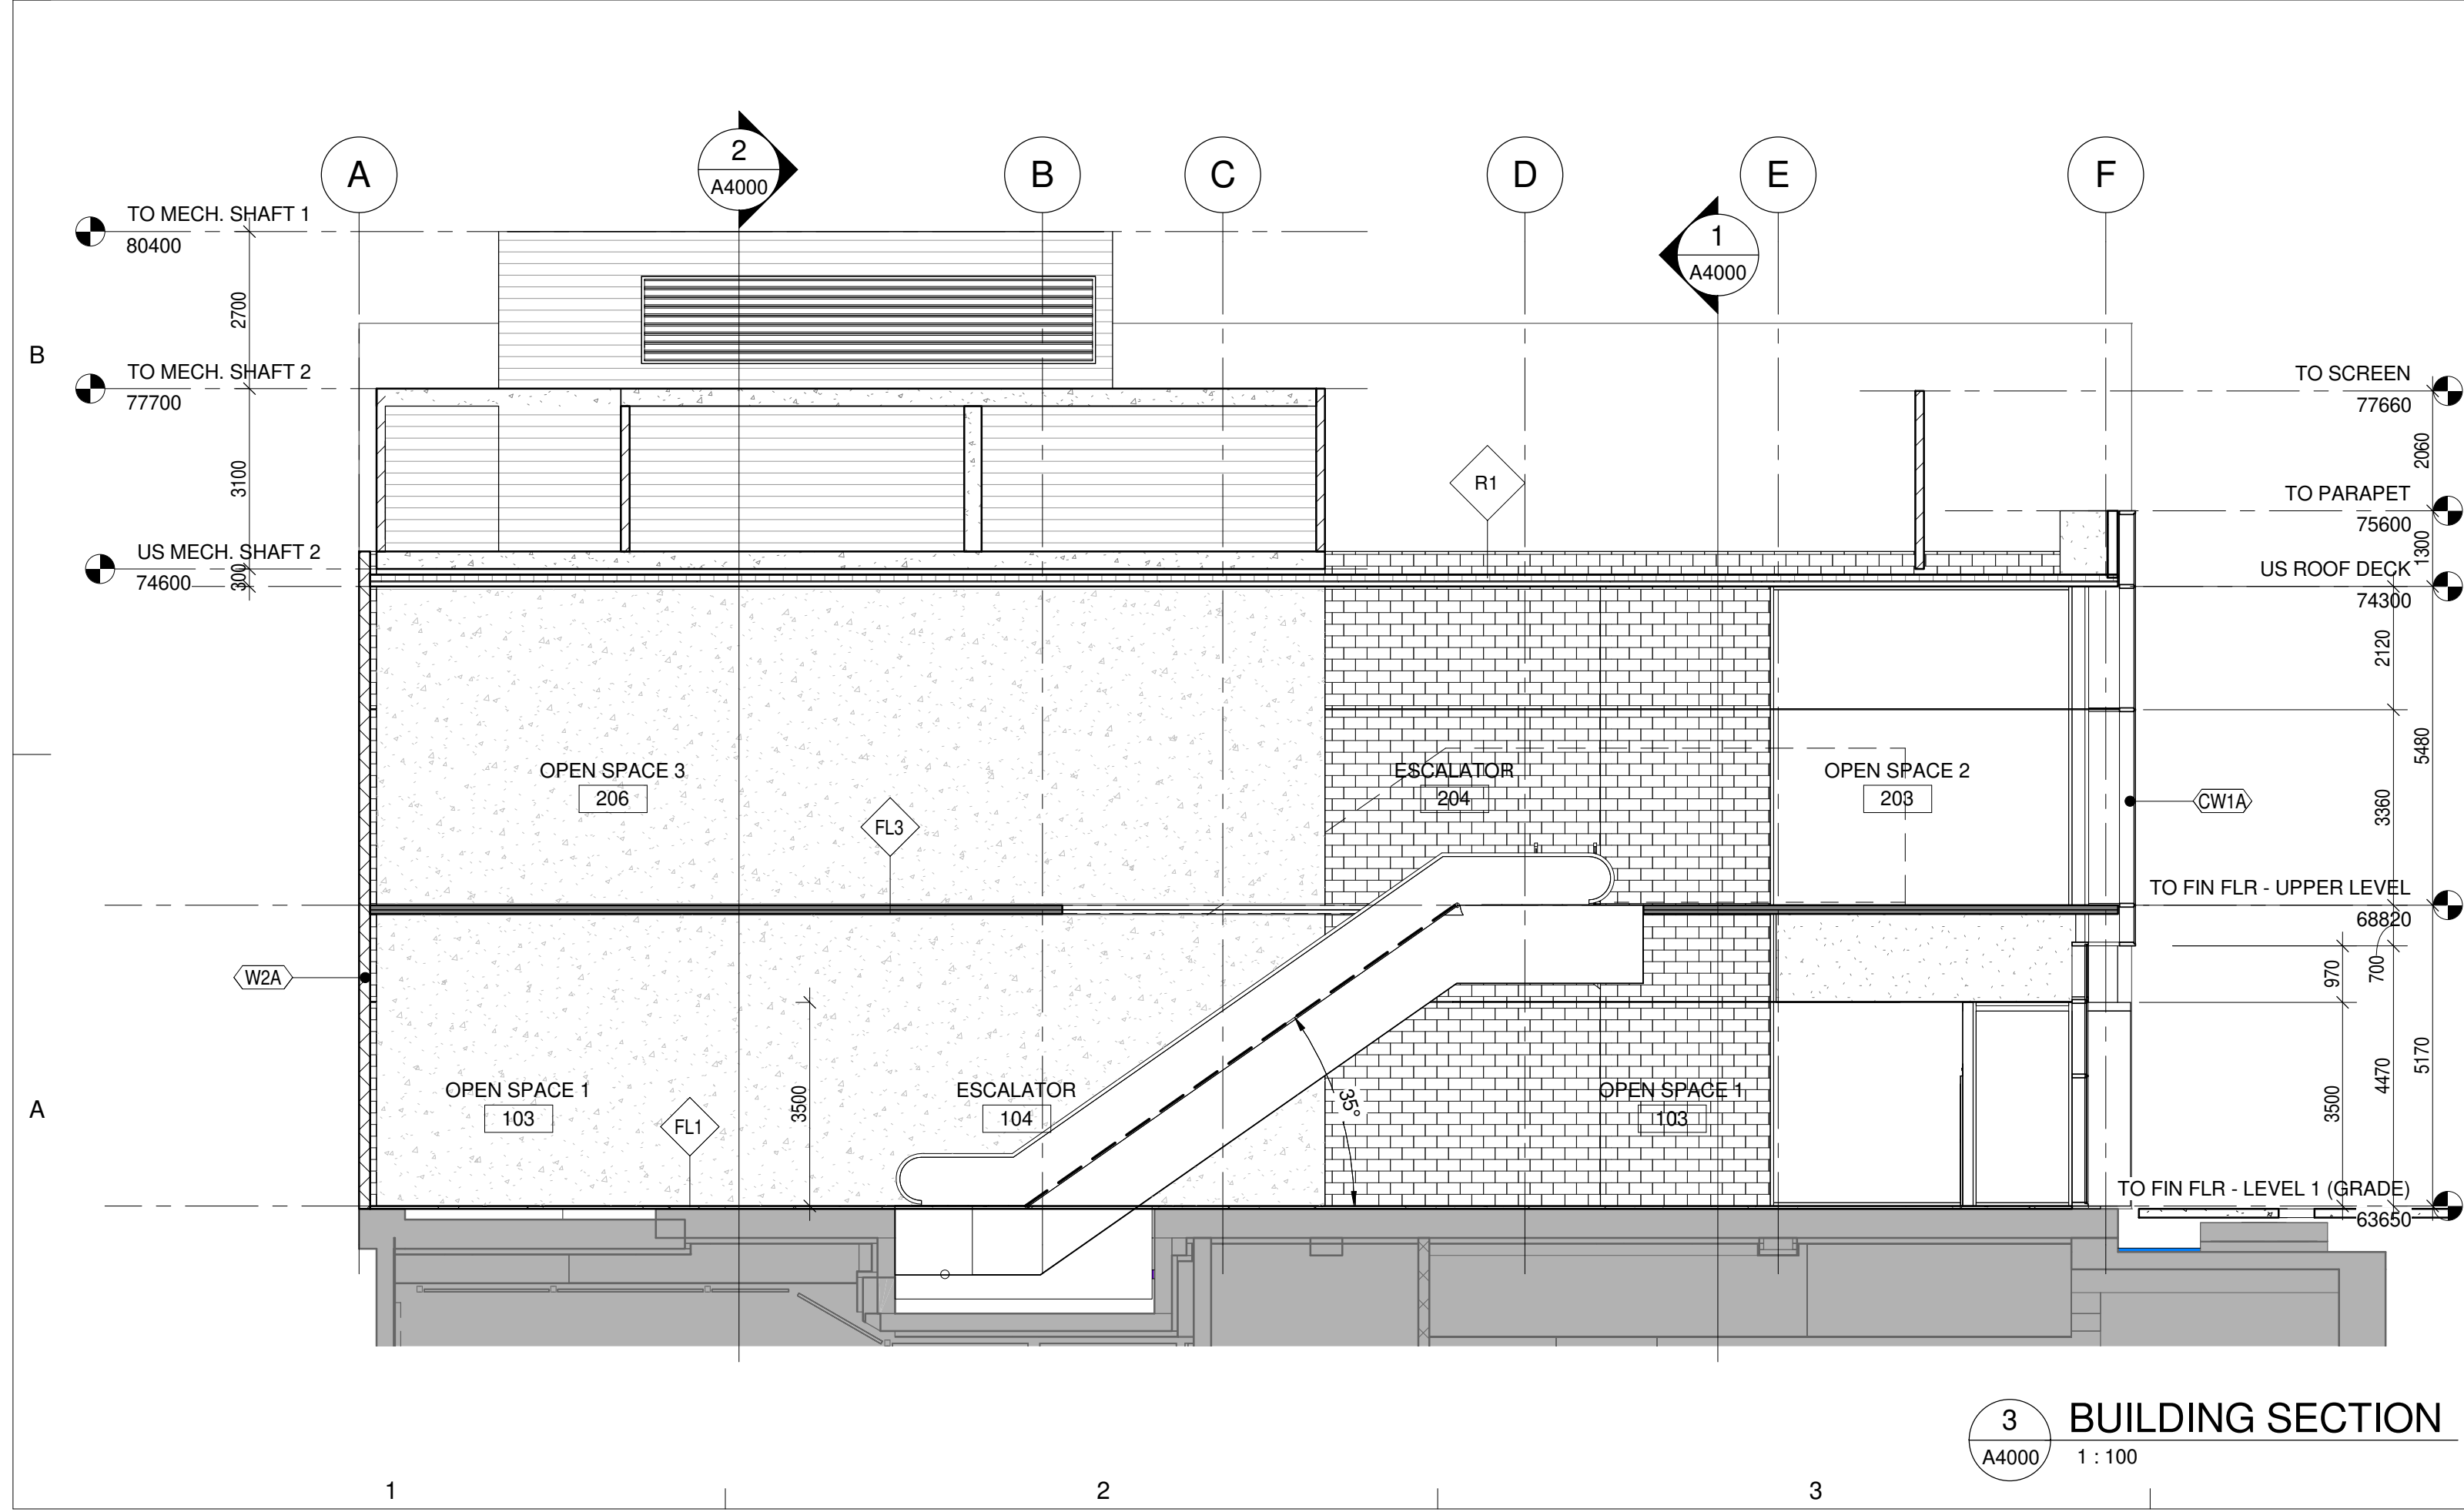 A
2
A4000
B
C
D
E
F
1
A4000
TO MECH. SHAFT 1
80400
2700
B
TO MECH. SHAFT 2
77700
3100
US MECH. SHAFT 2
74600
300
TO SCREEN
77660
2060
R1
TO PARAPET
75600
1300
US ROOF DECK
74300
2120
5480
OPEN SPACE 3
206
ESCALATOR
204
OPEN SPACE 2
203
CW1A
3360
FL3
TO FIN FLR - UPPER LEVEL
68820
W2A
970
700
5170
A
OPEN SPACE 1
103
FL1
3500
ESCALATOR
104
35°
OPEN SPACE 1
103
3500
4470
TO FIN FLR - LEVEL 1 (GRADE)
63650
3
A4000
BUILDING SECTION
1 : 100
1
2
3